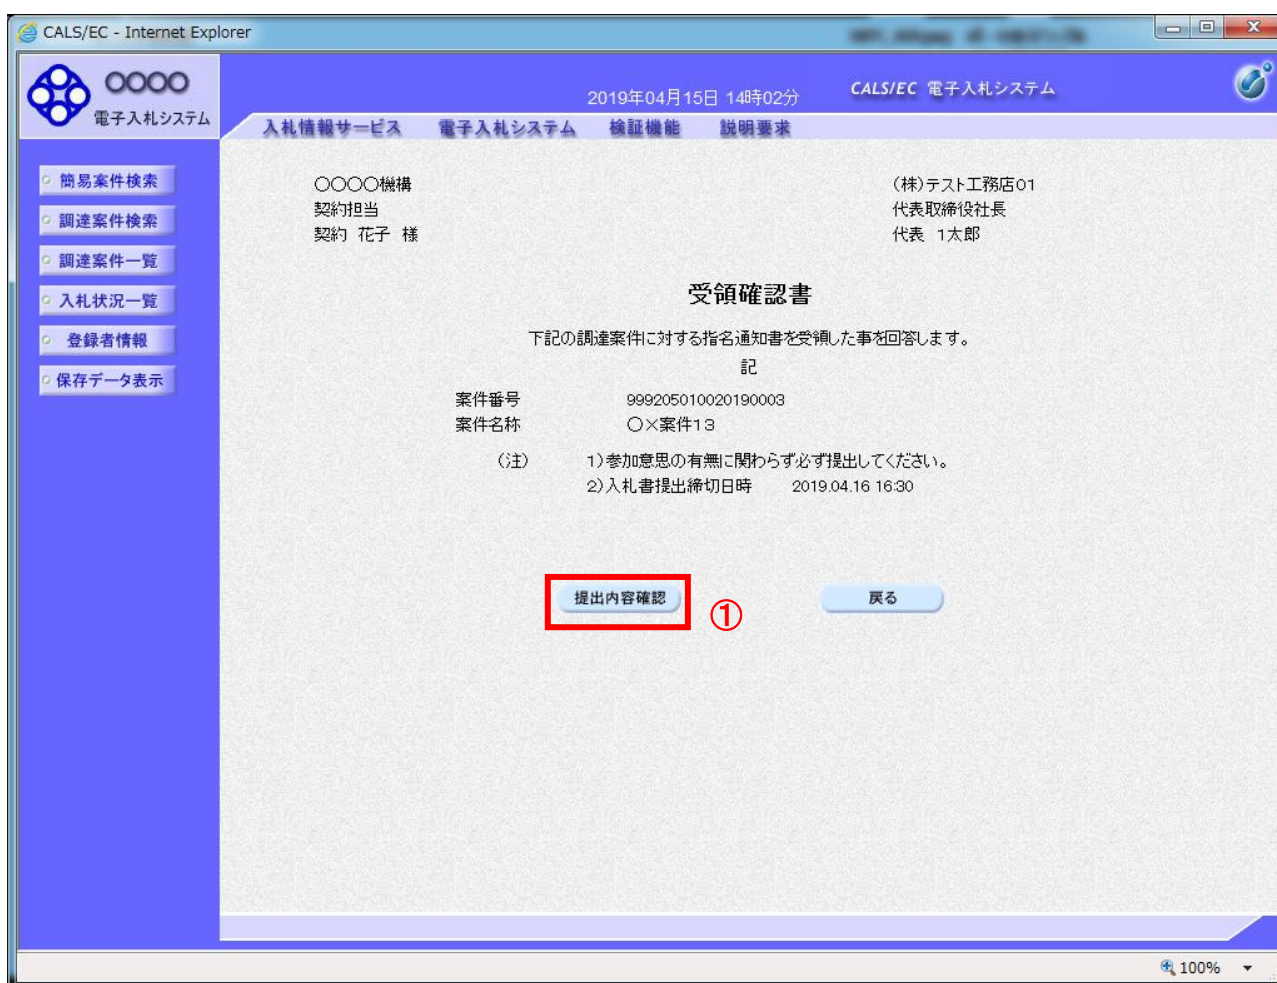 CALS/EC - Internet Explorer
〇〇〇〇
電子入札システム
2019年04月15日 14時02分
CALS/EC 電子入札システム
入札情報サービス 電子入札システム 検証機能 説明要求
簡易案件検索
調達案件検索
調達案件一覧
入札状況一覧
登録者情報
保存データ表示
〇〇〇〇機構
契約担当
契約 花子 様
(株)テスト工務店01
代表取締役社長
代表 1太郎
受領確認書
下記の調達案件に対する指名通知書を受領した事を回答します。
記
案件番号 999205010020190003
案件名称 〇×案件13
(注) 1)参加意思の有無に関わらず必ず提出してください。
2)入札書提出締切日時 2019.04.16 16:30
提出内容確認 ① 戻る
100%